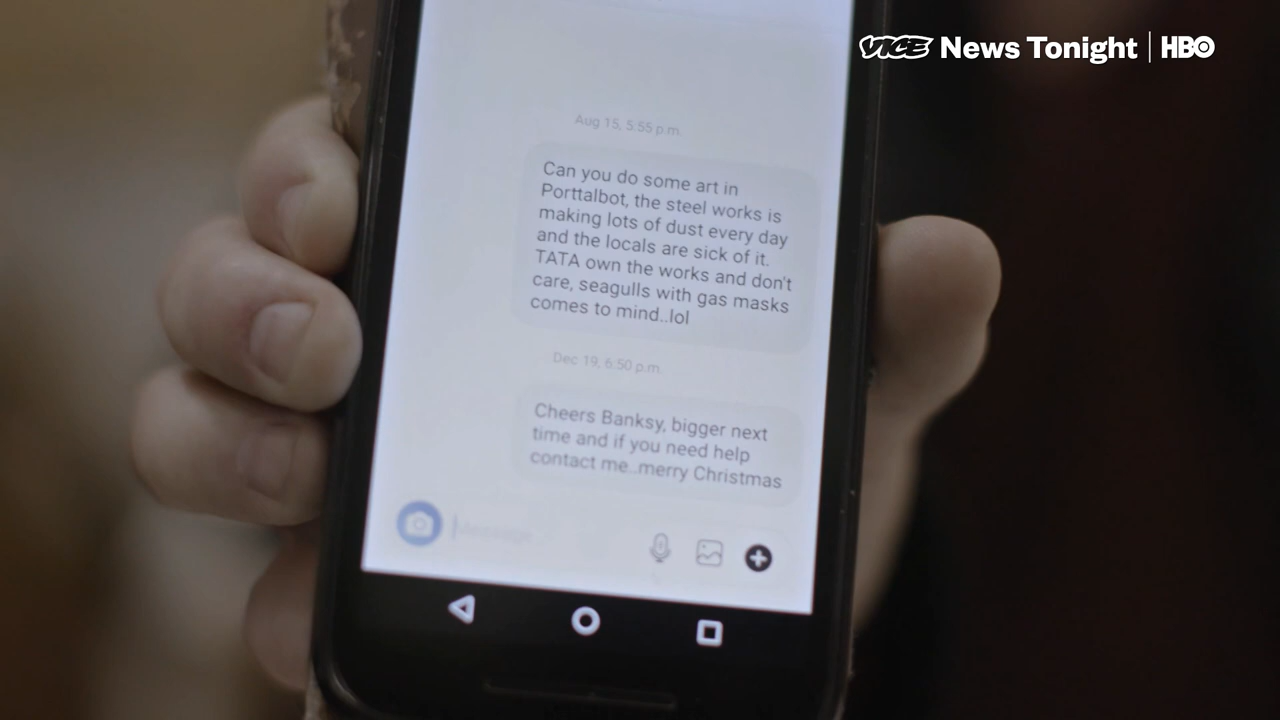 VICE News Tonight | HBO
Aug 15, 5:55 p.m.
Can you do some art in
Porttalbot, the steel works is
making lots of dust every day
and the locals are sick of it.
TATA own the works and don't
care, seagulls with gas masks
comes to mind..lol
Dec 19, 6:50 p.m.
Cheers Banksy, bigger next
time and if you need help
contact me..merry Christmas
Message